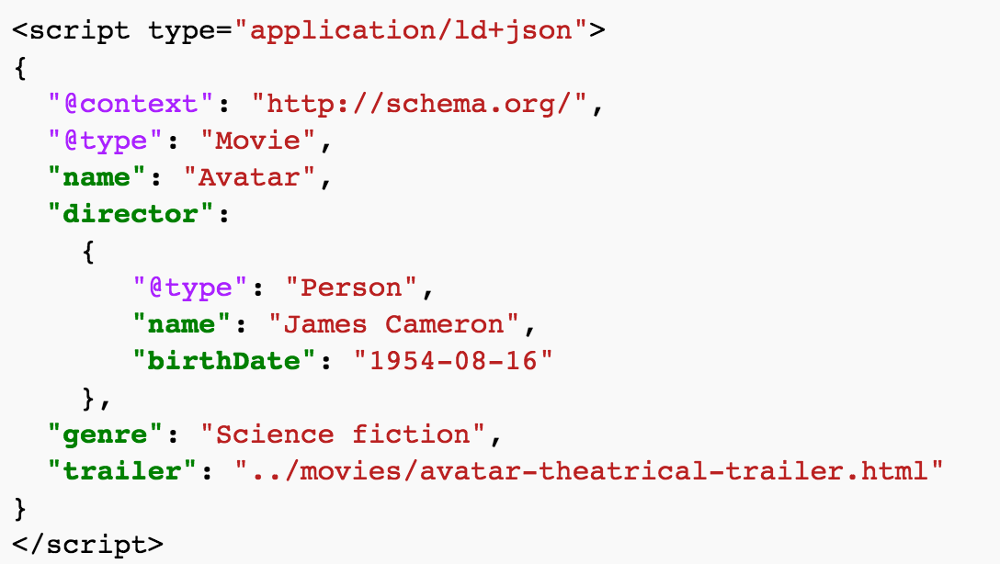 <script type="application/ld+json">
{
  "@context": "http://schema.org/",
  "@type": "Movie",
  "name": "Avatar",
  "director":
    {
       "@type": "Person",
       "name": "James Cameron",
       "birthDate": "1954-08-16"
    },
  "genre": "Science fiction",
  "trailer": "../movies/avatar-theatrical-trailer.html"
}
</script>